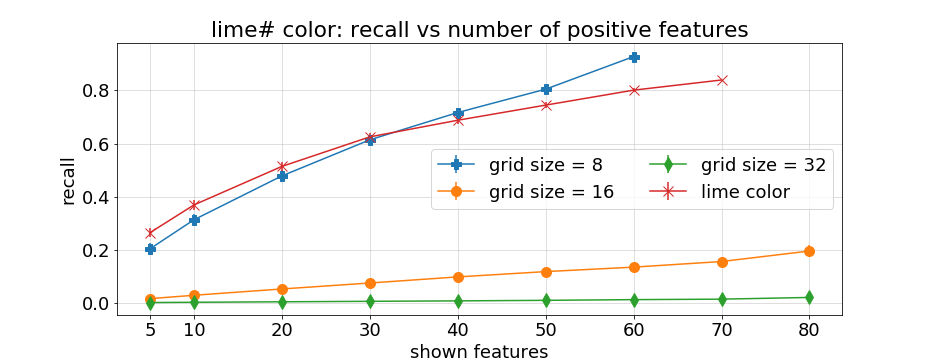 lime# color: recall vs number of positive features
recall
0.8
0.6
0.4
0.2
0.0
grid size = 8
grid size = 16
grid size = 32
lime color
5 10 20 30 40 50 60 70 80
shown features